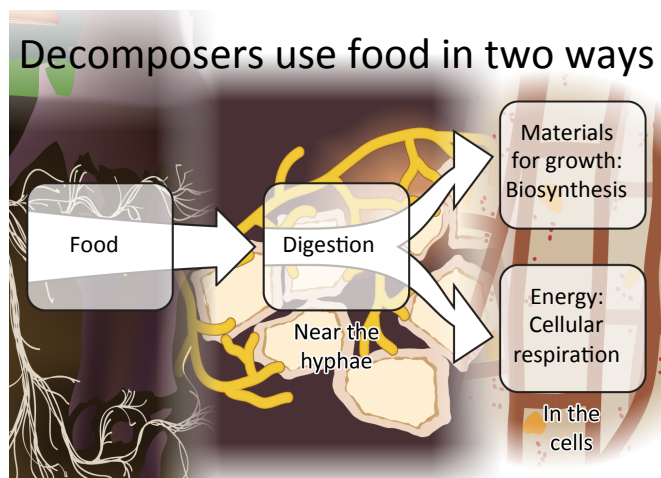 Decomposers use food in two ways
Food
Digestion
Near the
hyphae
Materials
for growth:
Biosynthesis
Energy:
Cellular
respiration
In the
cells